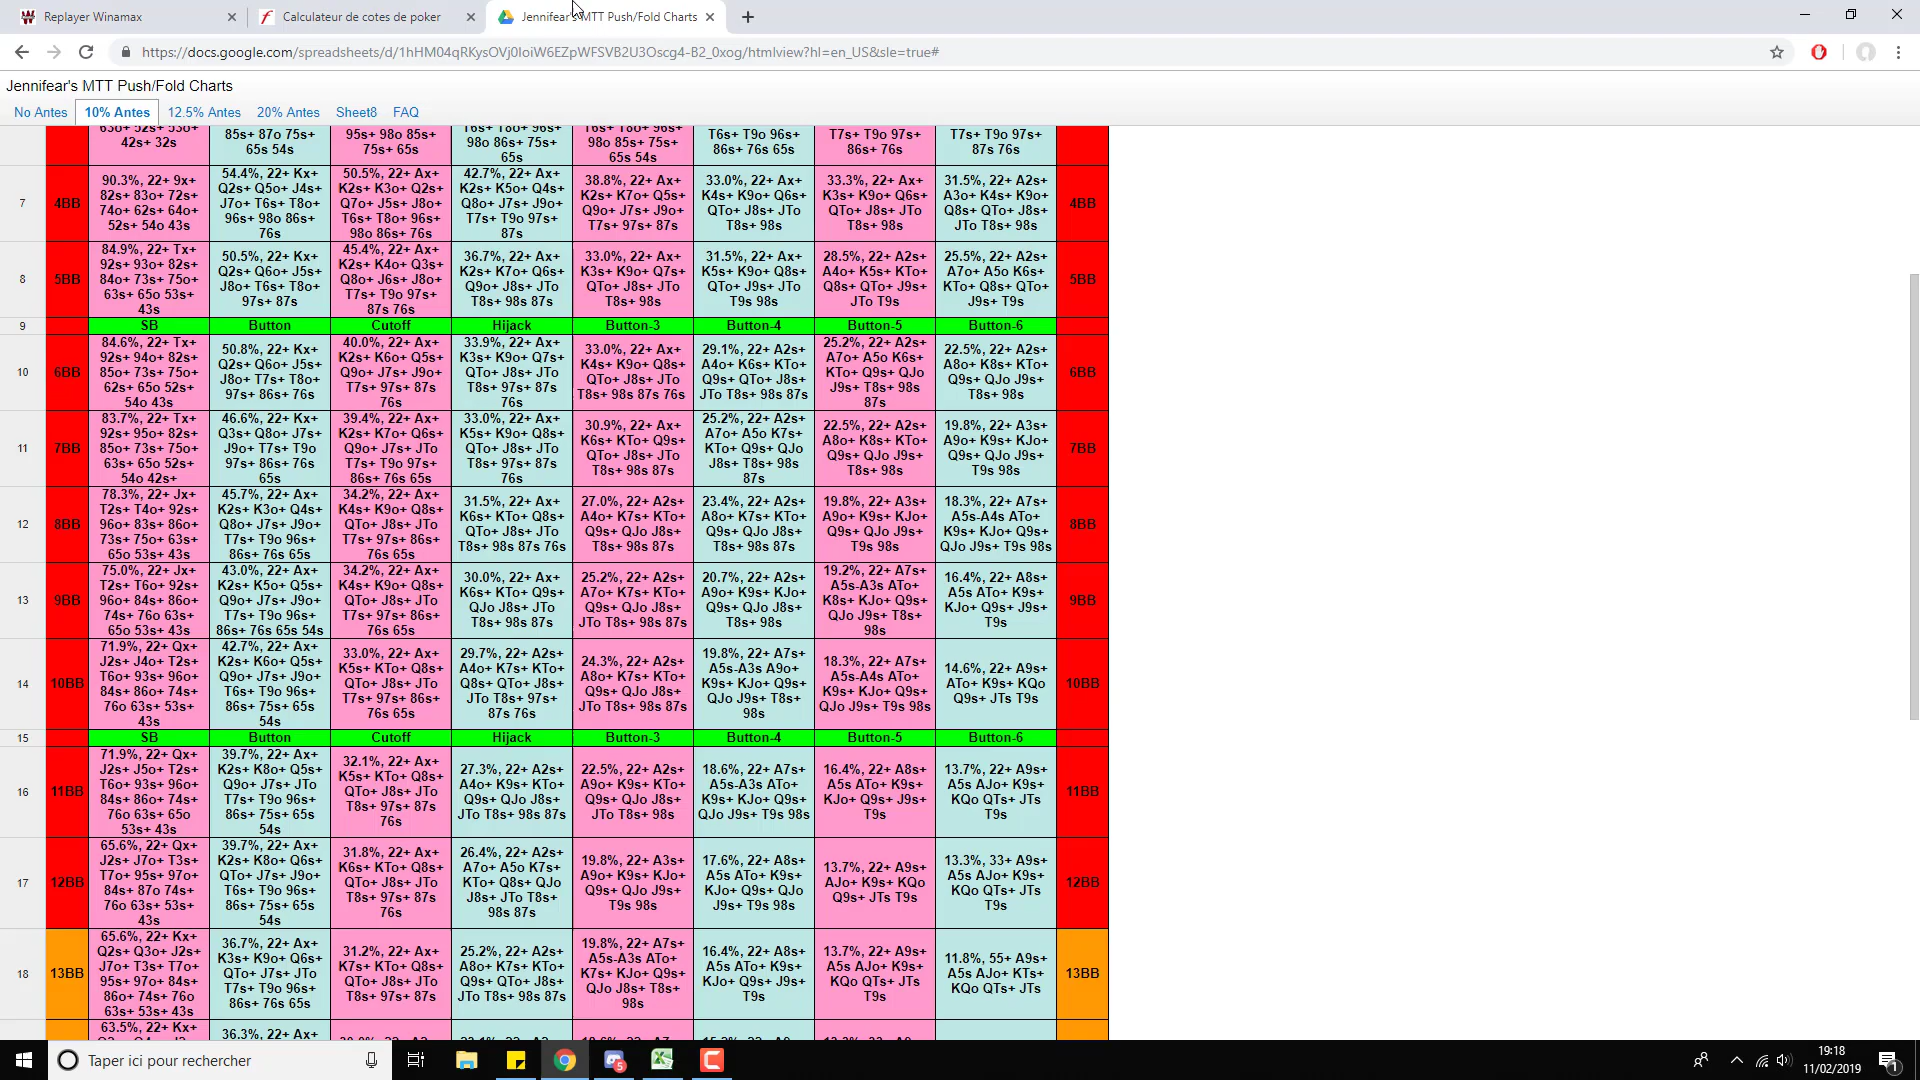 Replayer Winamax
Calculateur de cotes de poker
Jennifear's MTT Push/Fold Charts
https://docs.google.com/spreadsheets/d/1hHM04qRKysOVj0IoiW6EZpWFSVB2U3Oscg4-B2_0xog/htmlview?hl=en_US&sle=true#
Jennifear's MTT Push/Fold Charts
No Antes 10% Antes 12.5% Antes 20% Antes Sheet8 FAQ
63o+ 52s+ 53o+
42s+ 32s
85s+ 87o 75s+
65s 54s
95s+ 98o 85s+
75s+ 65s
T6s+ T8o+ 96s+
98o 86s+ 75s+
65s
T6s+ T8o+ 96s+
98o 85s+ 75s+
65s 54s
T6s+ T9o 96s+
86s+ 76s 65s
T7s+ T9o 97s+
86s+ 76s
T7s+ T9o 97s+
87s 76s
7
4BB
90.3%, 22+ 9x+
82s+ 83o+ 72s+
74o+ 62s+ 64o+
52s+ 54o 43s
54.4%, 22+ Kx+
Q2s+ Q5o+ J4s+
J7o+ T6s+ T8o+
96s+ 98o 86s+
76s
50.5%, 22+ Ax+
K2s+ K3o+ Q2s+
Q7o+ J5s+ J8o+
T6s+ T8o+ 96s+
98o 86s+ 76s
42.7%, 22+ Ax+
K2s+ K5o+ Q4s+
Q8o+ J7s+ J9o+
T7s+ T9o 97s+
87s
38.8%, 22+ Ax+
K2s+ K7o+ Q5s+
Q9o+ J7s+ J9o+
T7s+ 97s+ 87s
33.0%, 22+ Ax+
K4s+ K9o+ Q6s+
QTo+ J8s+ JTo
T8s+ 98s
33.3%, 22+ Ax+
K3s+ K9o+ Q6s+
QTo+ J8s+ JTo
T8s+ 98s
31.5%, 22+ A2s+
A3o+ K4s+ K9o+
Q8s+ QTo+ J8s+
JTo T8s+ 98s
4BB
8
5BB
84.9%, 22+ Tx+
92s+ 93o+ 82s+
84o+ 73s+ 75o+
63s+ 65o 53s+
43s
50.5%, 22+ Kx+
Q2s+ Q6o+ J5s+
J8o+ T6s+ T8o+
97s+ 87s
45.4%, 22+ Ax+
K2s+ K4o+ Q3s+
Q8o+ J6s+ J8o+
T7s+ T9o 97s+
87s 76s
36.7%, 22+ Ax+
K2s+ K7o+ Q6s+
Q9o+ J8s+ JTo
T8s+ 98s 87s
33.0%, 22+ Ax+
K3s+ K9o+ Q7s+
QTo+ J8s+ JTo
T8s+ 98s
31.5%, 22+ Ax+
K5s+ K9o+ Q8s+
QTo+ J9s+ JTo
T9s 98s
28.5%, 22+ A2s+
A4o+ K5s+ KTo+
Q8s+ QTo+ J9s+
JTo T9s
25.5%, 22+ A2s+
A7o+ A5o K6s+
KTo+ Q8s+ QTo+
J9s+ T9s
5BB
9
SB Button Cutoff Hijack Button-3 Button-4 Button-5 Button-6
10
6BB
84.6%, 22+ Tx+
92s+ 94o+ 82s+
85o+ 73s+ 75o+
62s+ 65o 52s+
54o 43s
50.8%, 22+ Kx+
Q2s+ Q6o+ J5s+
J8o+ T7s+ T8o+
97s+ 86s+ 76s
40.0%, 22+ Ax+
K2s+ K6o+ Q5s+
Q9o+ J7s+ J9o+
T7s+ 97s+ 87s
76s
33.9%, 22+ Ax+
K3s+ K9o+ Q7s+
QTo+ J8s+ JTo
T8s+ 97s+ 87s
76s
33.0%, 22+ Ax+
K4s+ K9o+ Q8s+
QTo+ J8s+ JTo
T8s+ 98s 87s 76s
29.1%, 22+ A2s+
A4o+ K6s+ KTo+
Q9s+ QTo+ J8s+
JTo T8s+ 98s 87s
25.2%, 22+ A2s+
A7o+ A5o K6s+
KTo+ Q9s+ QJo
J9s+ T8s+ 98s
87s
22.5%, 22+ A2s+
A8o+ K8s+ KTo+
Q9s+ QJo J9s+
T8s+ 98s
6BB
11
7BB
83.7%, 22+ Tx+
92s+ 95o+ 82s+
85o+ 73s+ 75o+
63s+ 65o 52s+
54o 42s+
46.6%, 22+ Kx+
Q3s+ Q8o+ J7s+
J9o+ T7s+ T9o
97s+ 86s+ 76s
65s
39.4%, 22+ Ax+
K2s+ K7o+ Q6s+
Q9o+ J7s+ JTo
T7s+ T9o 97s+
86s+ 76s 65s
33.0%, 22+ Ax+
K5s+ K9o+ Q8s+
QTo+ J8s+ JTo
T8s+ 97s+ 87s
76s
30.9%, 22+ Ax+
K6s+ KTo+ Q9s+
QTo+ J8s+ JTo
T8s+ 98s 87s
25.2%, 22+ A2s+
A7o+ A5o K7s+
KTo+ Q9s+ QJo
J8s+ T8s+ 98s
87s
22.5%, 22+ A2s+
A8o+ K8s+ KTo+
Q9s+ QJo J9s+
T8s+ 98s
19.8%, 22+ A3s+
A9o+ K9s+ KJo+
Q9s+ QJo J9s+
T9s 98s
7BB
12
8BB
78.3%, 22+ Jx+
T2s+ T4o+ 92s+
96o+ 83s+ 86o+
73s+ 75o+ 63s+
65o 53s+ 43s
45.7%, 22+ Ax+
K2s+ K3o+ Q4s+
Q8o+ J7s+ J9o+
T7s+ T9o 96s+
86s+ 76s 65s
34.2%, 22+ Ax+
K4s+ K9o+ Q8s+
QTo+ J8s+ JTo
T7s+ 97s+ 86s+
76s 65s
31.5%, 22+ Ax+
K6s+ KTo+ Q8s+
QTo+ J8s+ JTo
T8s+ 98s 87s 76s
27.0%, 22+ A2s+
A4o+ K7s+ KTo+
Q9s+ QJo J8s+
T8s+ 98s 87s
23.4%, 22+ A2s+
A8o+ K7s+ KTo+
Q9s+ QJo J8s+
T8s+ 98s 87s
19.8%, 22+ A3s+
A9o+ K9s+ KJo+
Q9s+ QJo J9s+
T9s 98s
18.3%, 22+ A7s+
A5s-A4s ATo+
K9s+ KJo+ Q9s+
QJo J9s+ T9s 98s
8BB
13
9BB
75.0%, 22+ Jx+
T2s+ T6o+ 92s+
96o+ 84s+ 86o+
74s+ 76o 63s+
65o 53s+ 43s
43.0%, 22+ Ax+
K2s+ K5o+ Q5s+
Q9o+ J7s+ J9o+
T7s+ T9o 96s+
86s+ 76s 65s 54s
34.2%, 22+ Ax+
K4s+ K9o+ Q8s+
QTo+ J8s+ JTo
T7s+ 97s+ 86s+
76s 65s
30.0%, 22+ Ax+
K6s+ KTo+ Q9s+
QJo J8s+ JTo
T8s+ 98s 87s
25.2%, 22+ A2s+
A7o+ K7s+ KTo+
Q9s+ QJo J8s+
JTo T8s+ 98s 87s
20.7%, 22+ A2s+
A9o+ K9s+ KJo+
Q9s+ QJo J8s+
T8s+ 98s
19.2%, 22+ A7s+
A5s-A3s ATo+
K8s+ KJo+ Q9s+
QJo J9s+ T8s+
98s
16.4%, 22+ A8s+
A5s ATo+ K9s+
KJo+ Q9s+ J9s+
T9s
9BB
14
10BB
71.9%, 22+ Qx+
J2s+ J4o+ T2s+
T6o+ 93s+ 96o+
84s+ 86o+ 74s+
76o 63s+ 53s+
43s
42.7%, 22+ Ax+
K2s+ K6o+ Q5s+
Q9o+ J7s+ J9o+
T6s+ T9o 96s+
86s+ 75s+ 65s
54s
33.0%, 22+ Ax+
K5s+ KTo+ Q8s+
QTo+ J8s+ JTo
T7s+ 97s+ 86s+
76s 65s
29.7%, 22+ A2s+
A4o+ K7s+ KTo+
Q8s+ QTo+ J8s+
JTo T8s+ 97s+
87s 76s
24.3%, 22+ A2s+
A8o+ K7s+ KTo+
Q9s+ QJo J8s+
JTo T8s+ 98s 87s
19.8%, 22+ A7s+
A5s-A3s A9o+
K9s+ KJo+ Q9s+
QJo J9s+ T8s+
98s
18.3%, 22+ A7s+
A5s-A4s ATo+
K9s+ KJo+ Q9s+
QJo J9s+ T9s 98s
14.6%, 22+ A9s+
ATo+ K9s+ KQo
Q9s+ JTs T9s
10BB
15
SB Button Cutoff Hijack Button-3 Button-4 Button-5 Button-6
16
11BB
71.9%, 22+ Qx+
J2s+ J5o+ T2s+
T6o+ 93s+ 96o+
84s+ 86o+ 74s+
76o 63s+ 65o
53s+ 43s
39.7%, 22+ Ax+
K2s+ K8o+ Q5s+
Q9o+ J7s+ JTo
T7s+ T9o 96s+
86s+ 75s+ 65s
54s
32.1%, 22+ Ax+
K5s+ KTo+ Q8s+
QTo+ J8s+ JTo
T8s+ 97s+ 87s
76s
27.3%, 22+ A2s+
A4o+ K9s+ KTo+
Q9s+ QJo J8s+
JTo T8s+ 98s 87s
22.5%, 22+ A2s+
A9o+ K9s+ KTo+
Q9s+ QJo J8s+
JTo T8s+ 98s
18.6%, 22+ A7s+
A5s-A3s ATo+
K9s+ KJo+ Q9s+
QJo J9s+ T9s 98s
16.4%, 22+ A8s+
A5s ATo+ K9s+
KJo+ Q9s+ J9s+
T9s
13.7%, 22+ A9s+
A5s AJo+ K9s+
KQo QTs+ JTs
T9s
11BB
17
12BB
65.6%, 22+ Qx+
J2s+ J7o+ T3s+
T7o+ 95s+ 97o+
84s+ 87o 74s+
76o 63s+ 53s+
43s
39.7%, 22+ Ax+
K2s+ K8o+ Q6s+
QTo+ J7s+ J9o+
T6s+ T9o 96s+
86s+ 75s+ 65s
54s
31.8%, 22+ Ax+
K6s+ KTo+ Q8s+
QTo+ J8s+ JTo
T8s+ 97s+ 87s
76s
26.4%, 22+ A2s+
A7o+ A5o K7s+
KTo+ Q8s+ QJo
J8s+ JTo T8s+
98s 87s
19.8%, 22+ A3s+
A9o+ K9s+ KJo+
Q9s+ QJo J9s+
T9s 98s
17.6%, 22+ A8s+
A5s ATo+ K9s+
KJo+ Q9s+ QJo
J9s+ T9s 98s
13.7%, 22+ A9s+
AJo+ K9s+ KQo
Q9s+ JTs T9s
13.3%, 33+ A9s+
A5s AJo+ K9s+
KQo QTs+ JTs
T9s
12BB
18
13BB
65.6%, 22+ Kx+
Q2s+ Q3o+ J2s+
J7o+ T3s+ T7o+
95s+ 97o+ 84s+
86o+ 74s+ 76o
63s+ 53s+ 43s
36.7%, 22+ Ax+
K3s+ K9o+ Q6s+
QTo+ J7s+ JTo
T7s+ T9o 96s+
86s+ 76s 65s
31.2%, 22+ Ax+
K7s+ KTo+ Q8s+
QTo+ J8s+ JTo
T8s+ 97s+ 87s
25.2%, 22+ A2s+
A8o+ K7s+ KTo+
Q9s+ QTo+ J8s+
JTo T8s+ 98s 87s
19.8%, 22+ A7s+
A5s-A3s ATo+
K7s+ KJo+ Q9s+
QJo J8s+ T8s+
98s
16.4%, 22+ A8s+
A5s ATo+ K9s+
KJo+ Q9s+ J9s+
T9s
13.7%, 22+ A9s+
A5s AJo+ K9s+
KQo QTs+ JTs
T9s
11.8%, 55+ A9s+
A5s AJo+ KTs+
KQo QTs+ JTs
13BB
63.5%, 22+ Kx+
36.3%, 22+ Ax+
Taper ici pour rechercher
5
19:18
11/02/2019
1